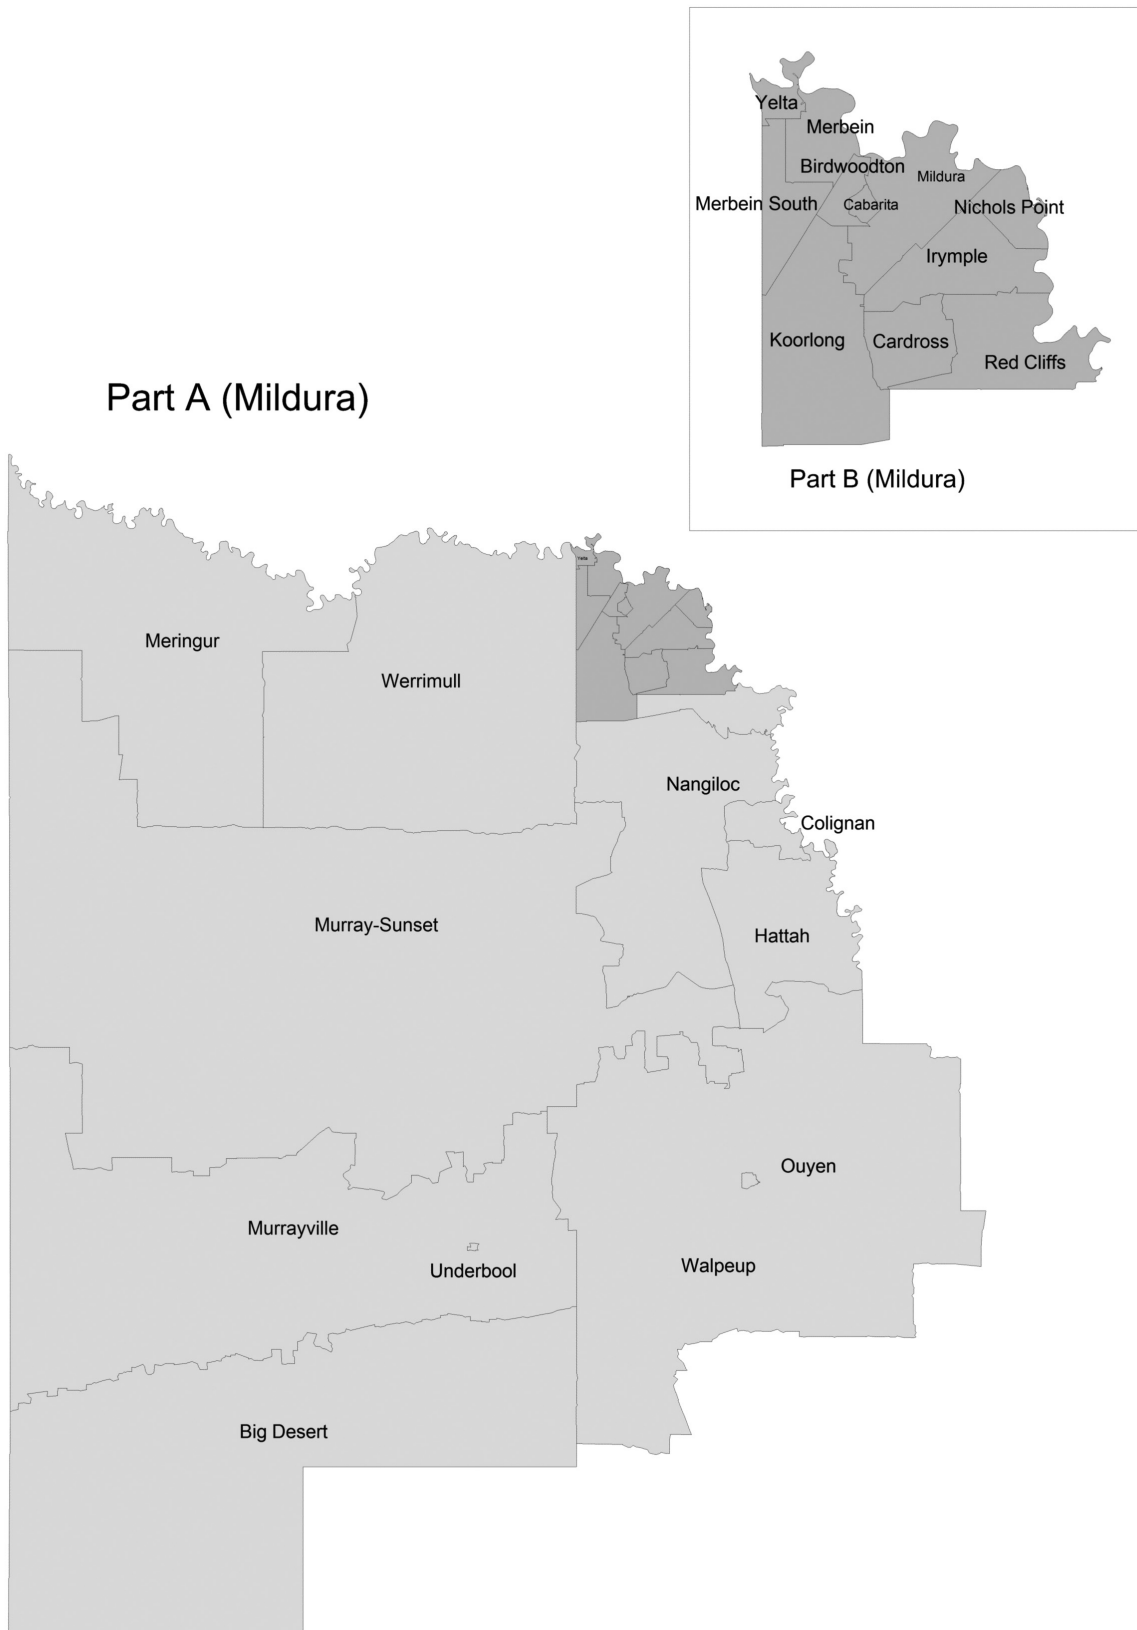 Yelta
Merbein
Birdwoodton
Mildura
Merbein South
Cabarita
Nichols Point
Irymple
Koorlong
Cardross
Red Cliffs
Part B (Mildura)
Part A (Mildura)
Yelta
Meringur
Werrimull
Nangiloc
Colignan
Murray-Sunset
Hattah
Ouyen
Murrayville
Underbool
Walpeup
Big Desert